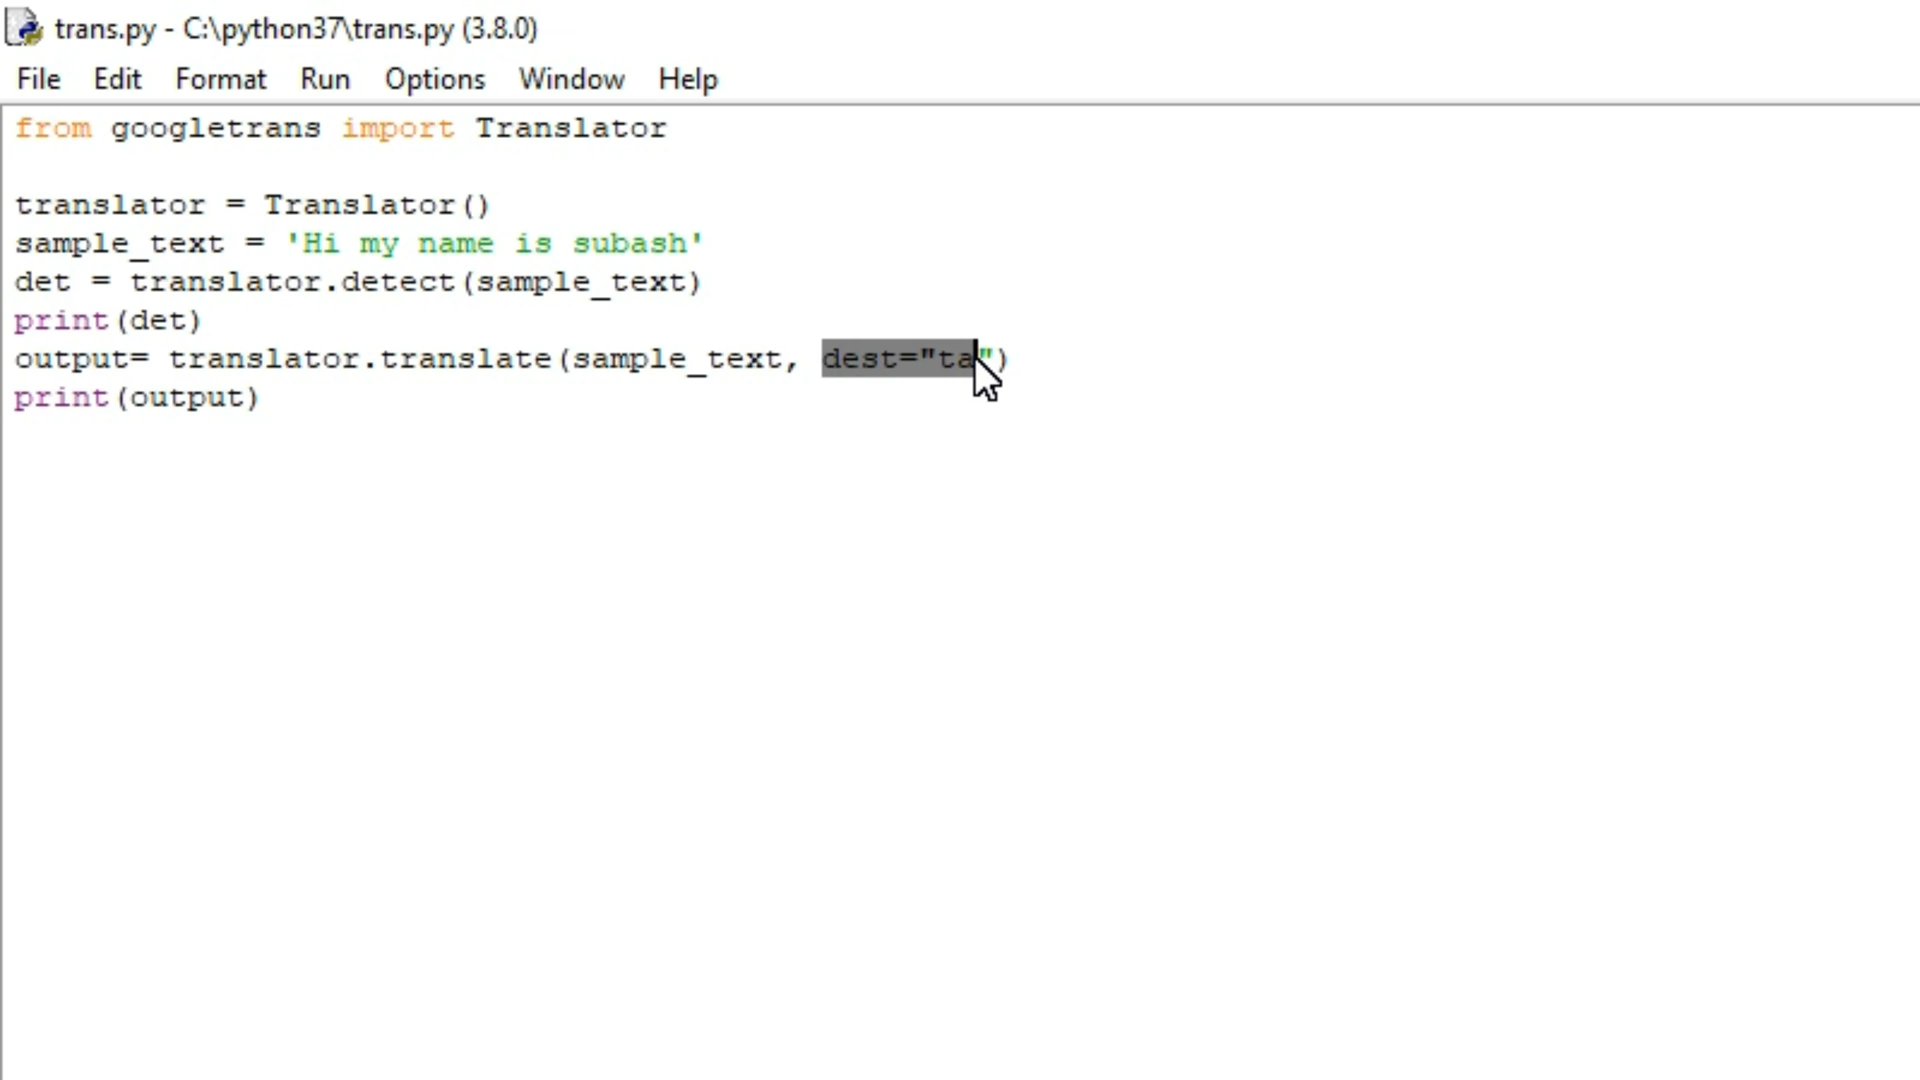 trans.py - C:\python37\trans.py (3.8.0)
File Edit Format Run Options Window Help
from googletrans import Translator
translator = Translator()
sample_text = 'Hi my name is subash'
det = translator.detect(sample_text)
print(det)
output= translator.translate(sample_text, dest="ta")
print(output)